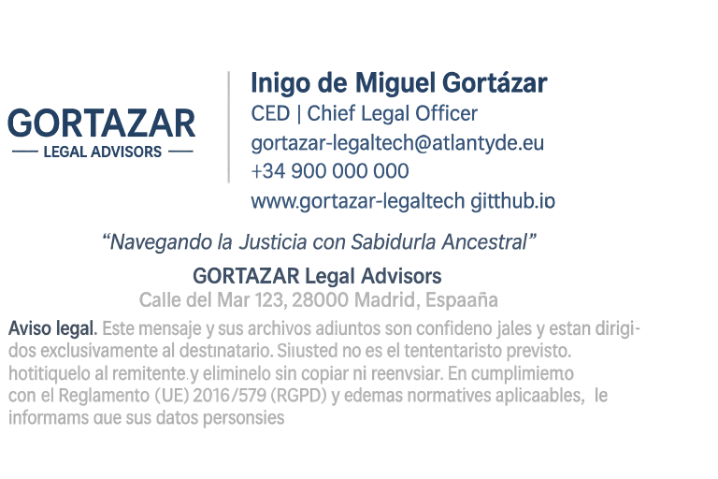 GORTAZAR
LEGAL ADVISORS
Inigo de Miguel Gortázar
CED | Chief Legal Officer
gortazar-legaltech@atlantyde.eu
+34 900 000 000
www.gortazar-legaltech gitthub.io
“Navegando la Justicia con Sabidurla Ancestral”
GORTAZAR Legal Advisors
Calle del Mar 123, 28000 Madrid, Espaaña
Aviso legal. Este mensaje y sus archivos adiuntos son confideno jales y estan dirigi-
dos exclusivamente al destinatario. Siıusted no es el tententaristo previsto.
hotitiquelo al remitente.y eliminelo sin copiar ni reenvsiar. En cumplimiemo
con el Reglamento (UE) 2016/579 (RGPD) y edemas normatives aplicaables, le
informams que sus datos personsies